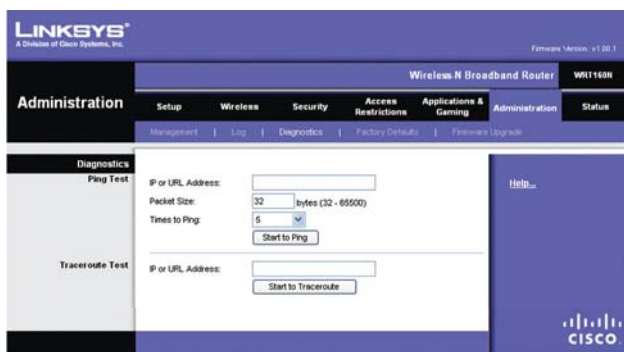 LINKSYS®
A Division of Cisco Systems, Inc.
Firmware Version: v1.00.1
Wireless-N Broadband Router WRT160N
Administration
Setup Wireless Security Access Restrictions Applications & Gaming Administration Status
Management | Log | Diagnostics | Factory Defaults | Firmware Upgrade
Diagnostics
Ping Test
IP or URL Address:
Packet Size: 32 bytes (32 - 65500)
Times to Ping: 5
Start to Ping
Traceroute Test
IP or URL Address:
Start to Traceroute
Help...
CISCO